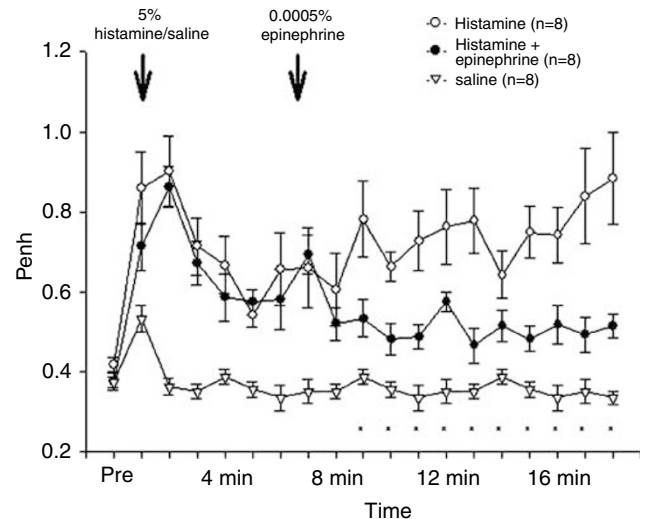 5%
histamine/saline
0.0005%
epinephrine
Histamine (n=8)
Histamine +
epinephrine (n=8)
saline (n=8)
1.2
1.0
0.8
0.6
0.4
0.2
Penh
* * * * * * * * * *
Pre 4 min 8 min 12 min 16 min
Time